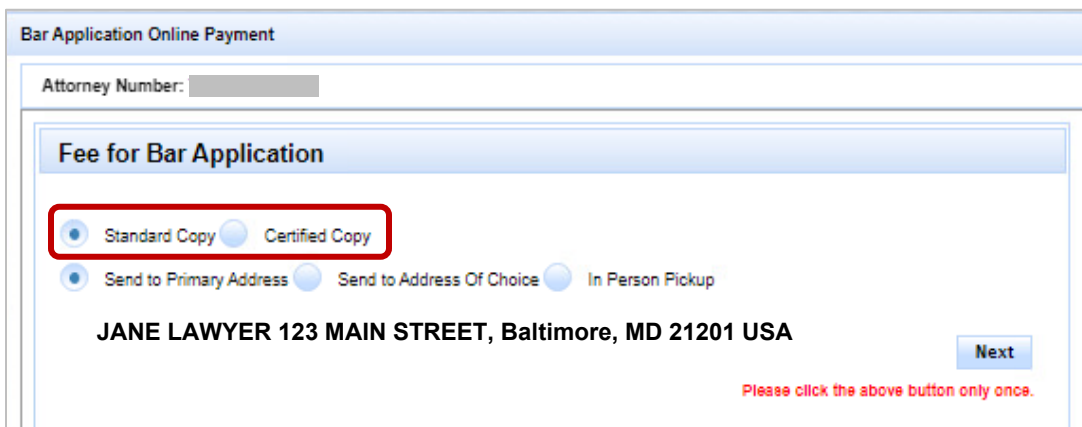 Bar Application Online Payment
Attorney Number:
Fee for Bar Application
Standard Copy Certified Copy
Send to Primary Address Send to Address Of Choice In Person Pickup
JANE LAWYER 123 MAIN STREET, Baltimore, MD 21201 USA
Next
Please click the above button only once.